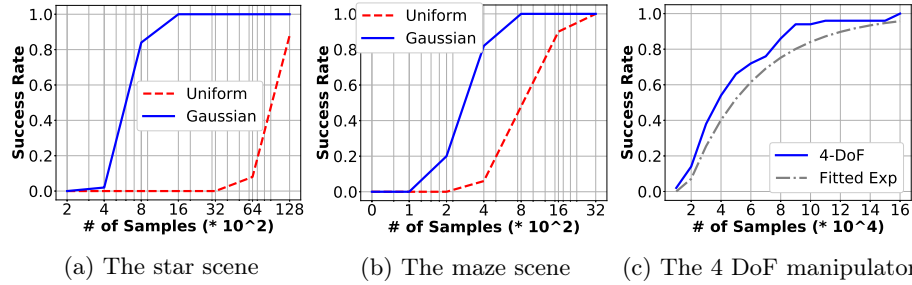 Success Rate
1.0
0.8
0.6
0.4
0.2
0.0
Uniform
Gaussian
2 4 8 16 32 64 128
# of Samples (* 10^2)
(a) The star scene
Success Rate
1.0
0.8
0.6
0.4
0.2
0.0
Uniform
Gaussian
0 1 2 4 8 16 32
# of Samples (* 10^2)
(b) The maze scene
Success Rate
1.0
0.8
0.6
0.4
0.2
0.0
4-DoF
Fitted Exp
2 4 6 8 10 12 14 16
# of Samples (* 10^4)
(c) The 4 DoF manipulator